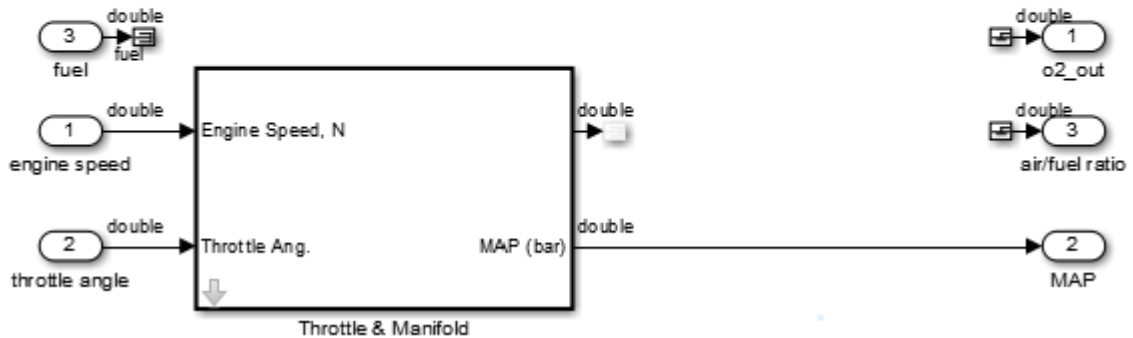 double
3
fuel
fuel
double
1
o2_out
double
1
engine speed
Engine Speed, N
double
double
3
air/fuel ratio
double
2
throttle angle
Throttle Ang.
MAP (bar)
double
2
MAP
Throttle & Manifold